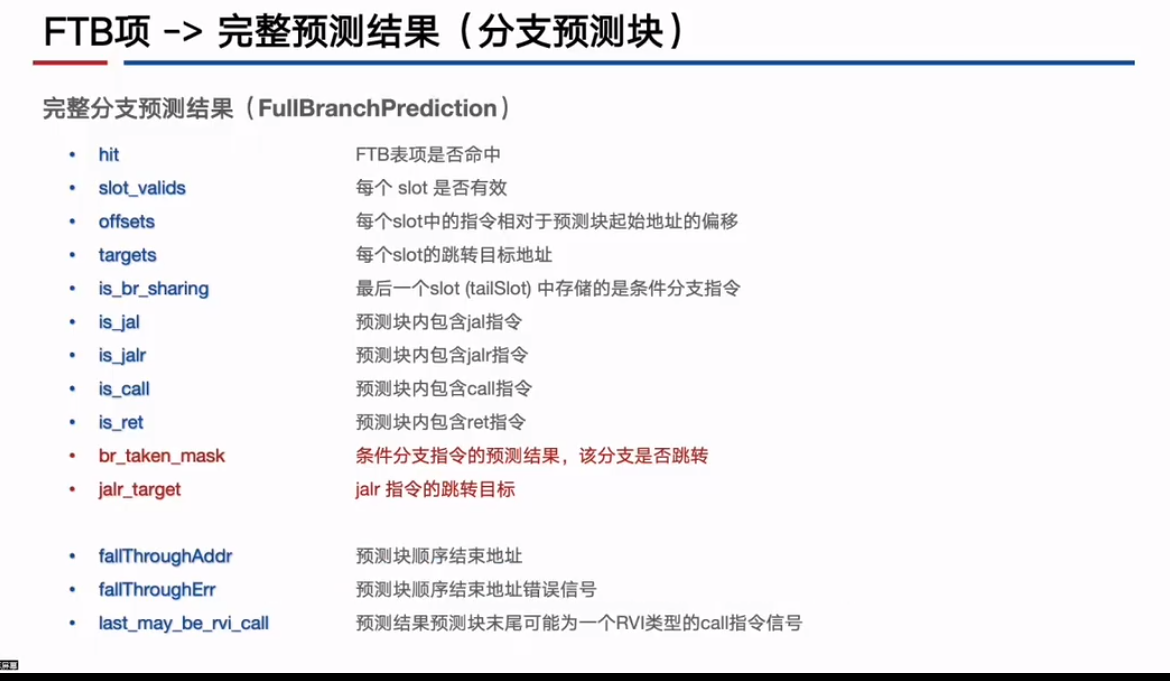 FTB项 -> 完整预测结果（分支预测块）
完整分支预测结果（FullBranchPrediction）
• hit FTB表项是否命中
• slot_valids 每个 slot 是否有效
• offsets 每个slot中的指令相对于预测块起始地址的偏移
• targets 每个slot的跳转目标地址
• is_br_sharing 最后一个slot (tailSlot) 中存储的是条件分支指令
• is_jal 预测块内包含jal指令
• is_jalr 预测块内包含jalr指令
• is_call 预测块内包含call指令
• is_ret 预测块内包含ret指令
• br_taken_mask 条件分支指令的预测结果，该分支是否跳转
• jalr_target jalr 指令的跳转目标
• fallThroughAddr 预测块顺序结束地址
• fallThroughErr 预测块顺序结束地址错误信号
• last_may_be_rvi_call 预测结果预测块末尾可能为一个RVI类型的call指令信号